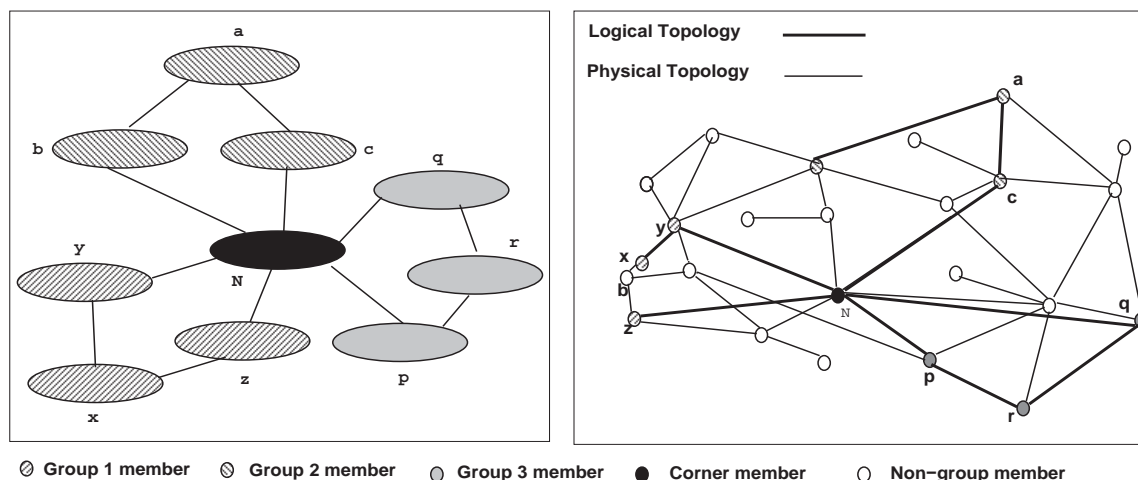 a
b
c
q
r
y
N
z
p
x
Logical Topology
Physical Topology
a
c
y
x
b
z
N
q
p
r
Group 1 member
Group 2 member
Group 3 member
Corner member
Non−group member